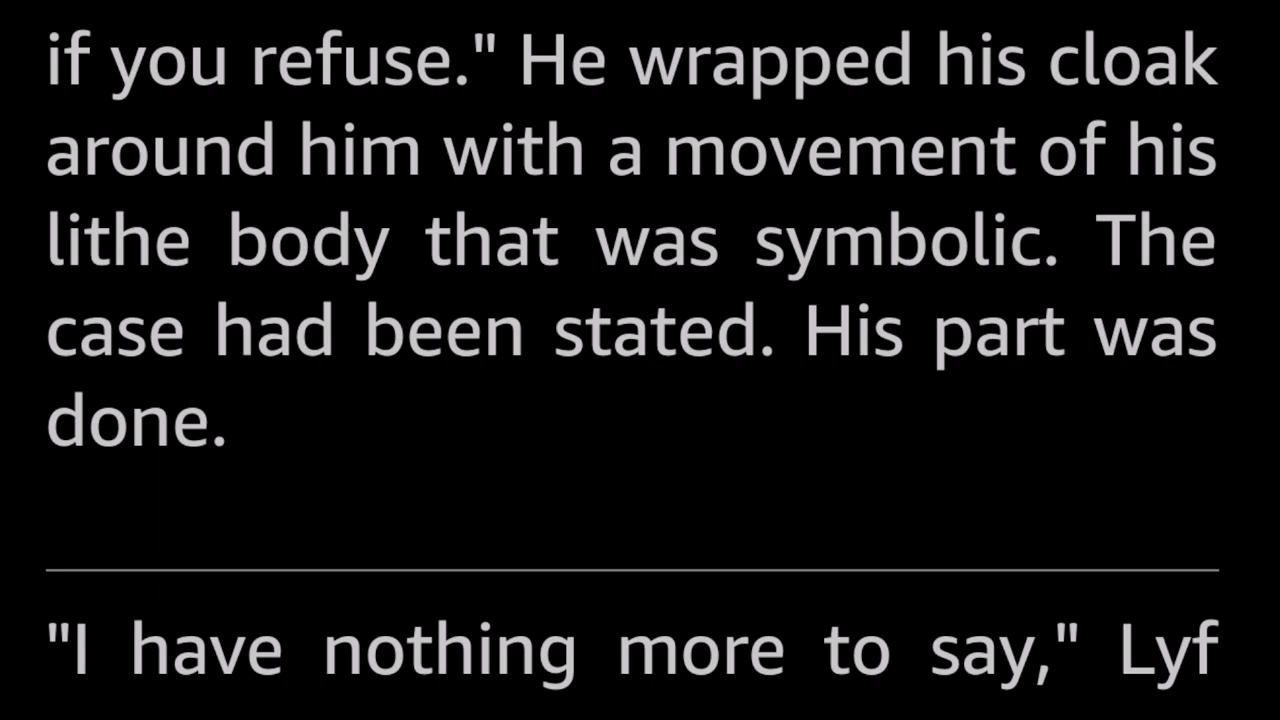 if you refuse." He wrapped his cloak
around him with a movement of his
lithe body that was symbolic. The
case had been stated. His part was
done.
"I have nothing more to say," Lyf